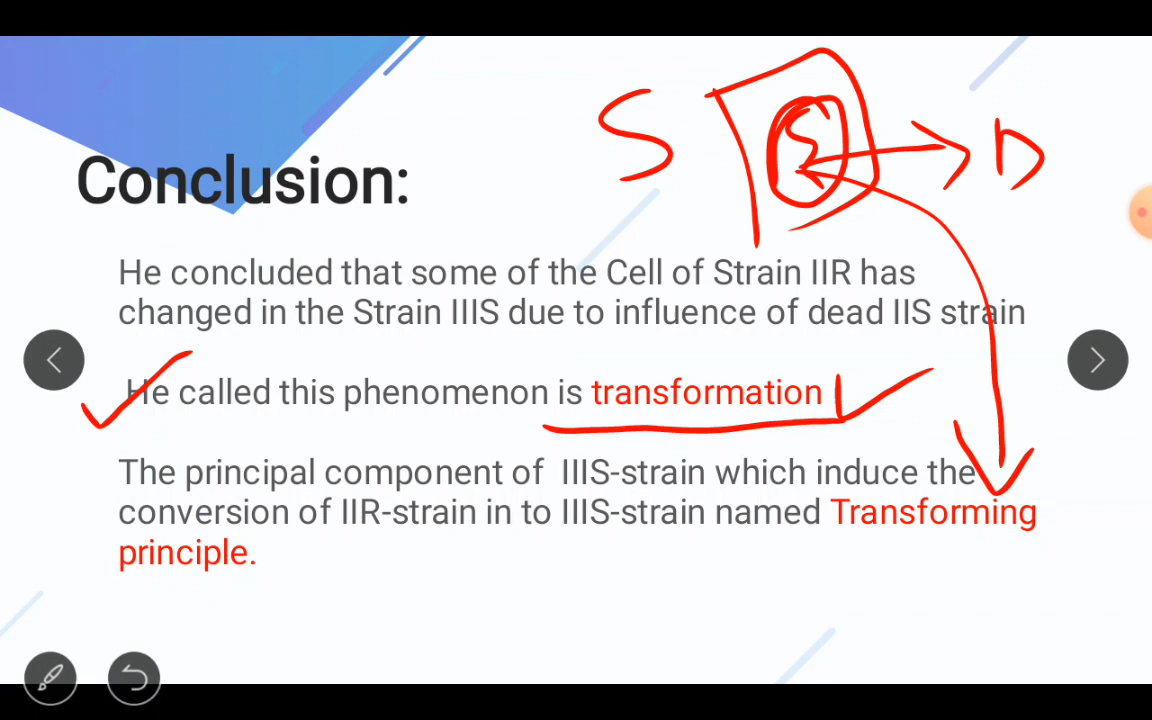 S
S
D
Conclusion:
He concluded that some of the Cell of Strain IIR has
changed in the Strain IIIS due to influence of dead IIS strain
He called this phenomenon is transformation
The principal component of IIIS-strain which induce the
conversion of IIR-strain in to IIIS-strain named Transforming
principle.